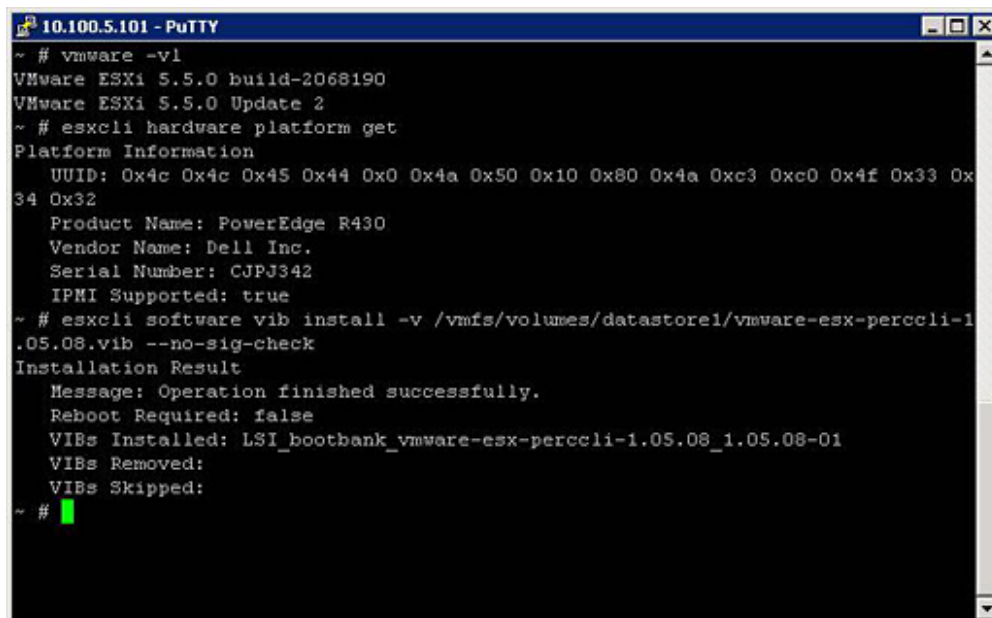 10.100.5.101 - PuTTY
~ # vmware -vl
VMware ESXi 5.5.0 build-2068190
VMware ESXi 5.5.0 Update 2
~ # esxcli hardware platform get
Platform Information
   UUID: 0x4c 0x4c 0x45 0x44 0x0 0x4a 0x50 0x10 0x80 0x4a 0xc3 0xc0 0x4f 0x33 0x
34 0x32
   Product Name: PowerEdge R430
   Vendor Name: Dell Inc.
   Serial Number: CJPJ342
   IPMI Supported: true
~ # esxcli software vib install -v /vmfs/volumes/datastore1/vmware-esx-perccli-1
.05.08.vib --no-sig-check
Installation Result
   Message: Operation finished successfully.
   Reboot Required: false
   VIBs Installed: LSI_bootbank_vmware-esx-perccli-1.05.08_1.05.08-01
   VIBs Removed:
   VIBs Skipped:
~ #